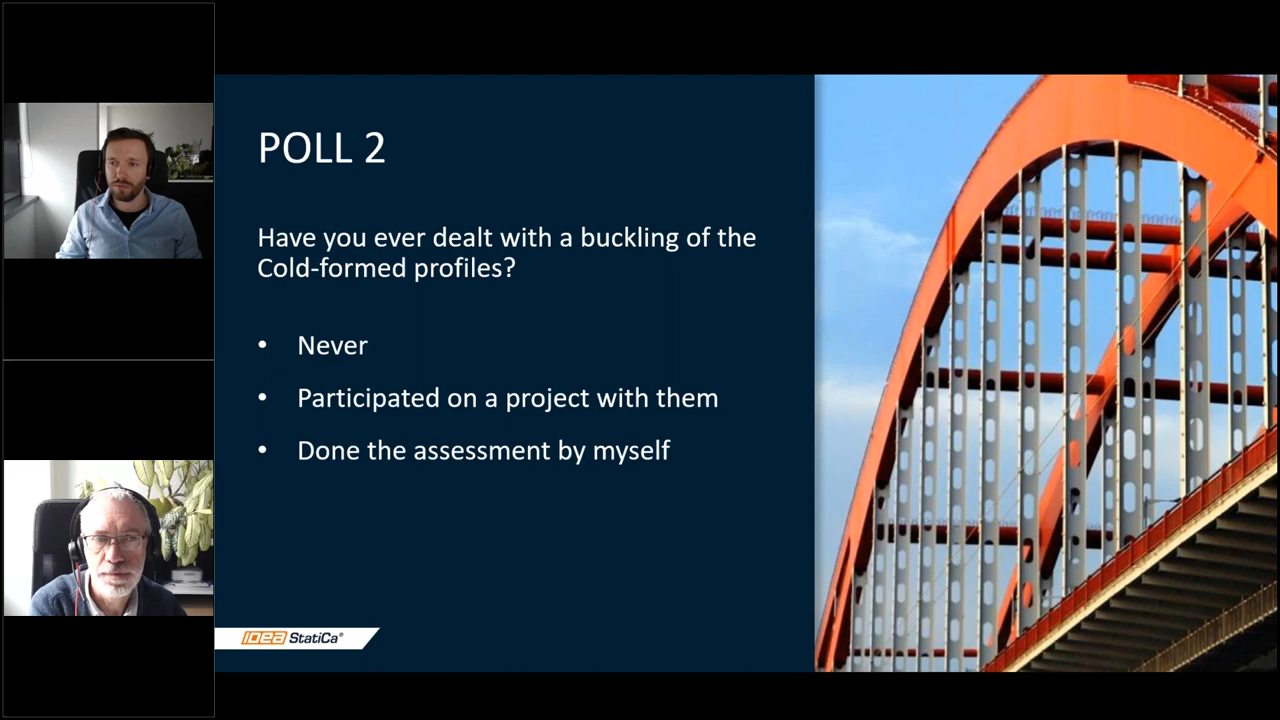 POLL 2
Have you ever dealt with a buckling of the
Cold-formed profiles?
• Never
• Participated on a project with them
• Done the assessment by myself
IDEA StatiCa®